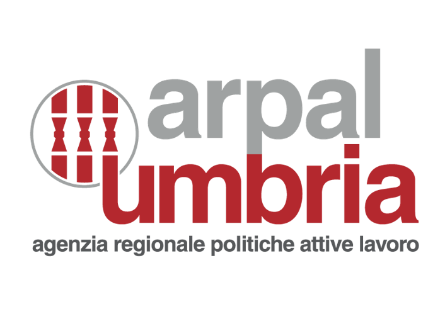 arpal
umbria
agenzia regionale politiche attive lavoro